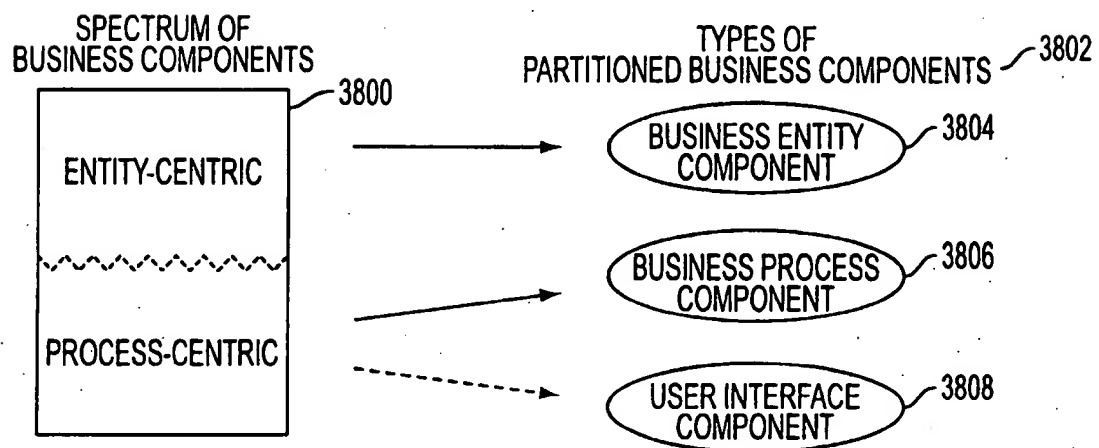 SPECTRUM OF
BUSINESS COMPONENTS
3800
ENTITY-CENTRIC
PROCESS-CENTRIC
TYPES OF
PARTITIONED BUSINESS COMPONENTS
3802
BUSINESS ENTITY
COMPONENT
3804
BUSINESS PROCESS
COMPONENT
3806
USER INTERFACE
COMPONENT
3808